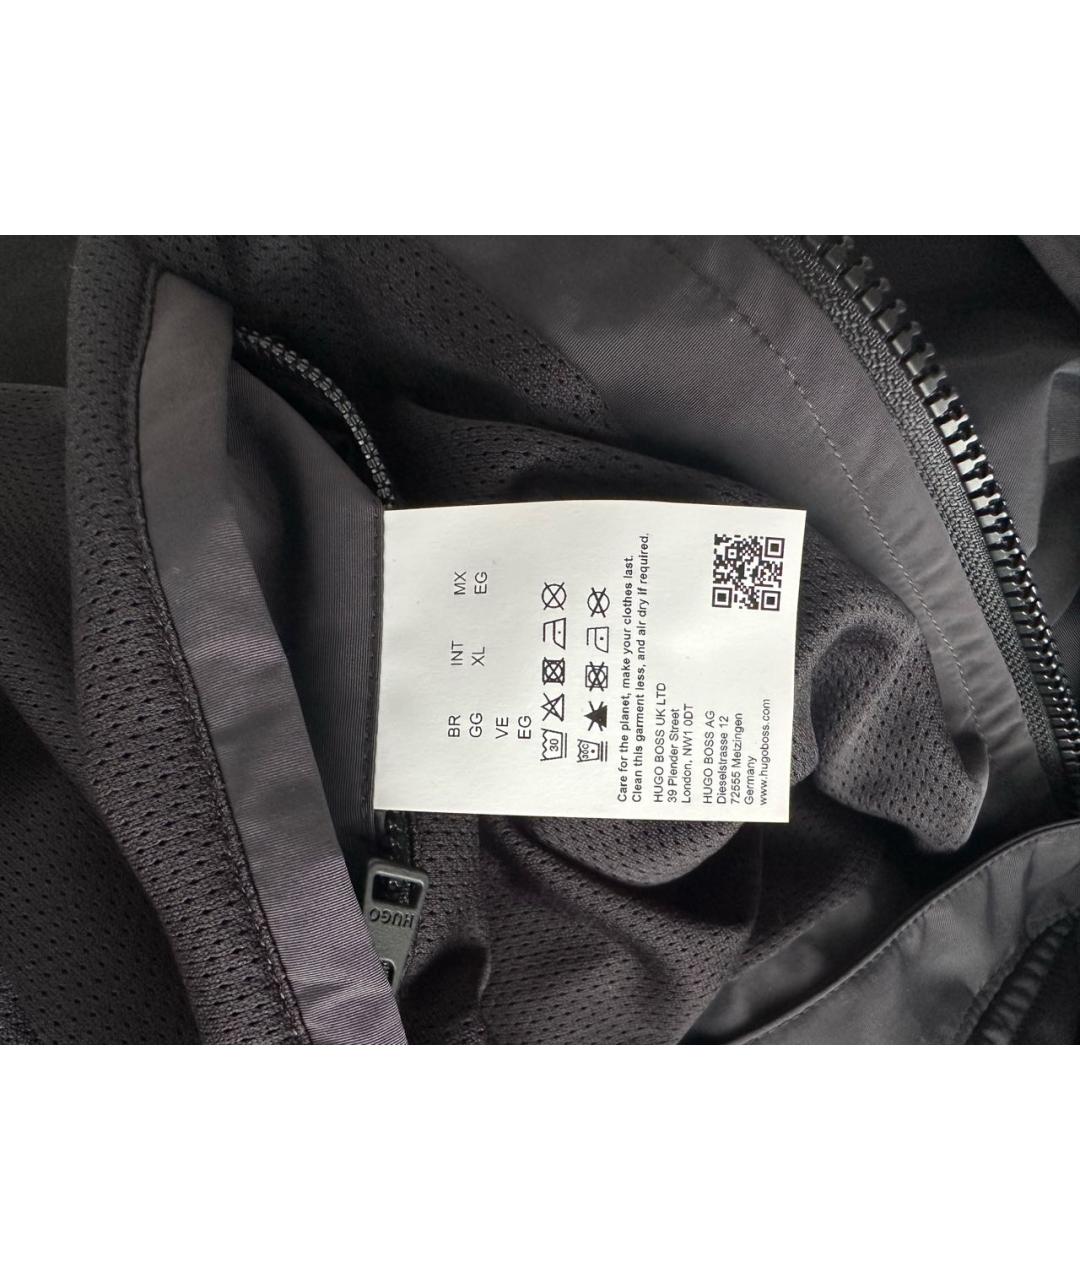 BR INT MX
GG XL EG
VE
EG
30
30C
Care for the planet, make your clothes last.
Clean this garment less, and air dry if required.
HUGO BOSS UK LTD
39 Plender Street
London, NW1 0DT
HUGO BOSS AG
Dieselstrasse 12
72555 Metzingen
Germany
www.hugoboss.com
HUGO